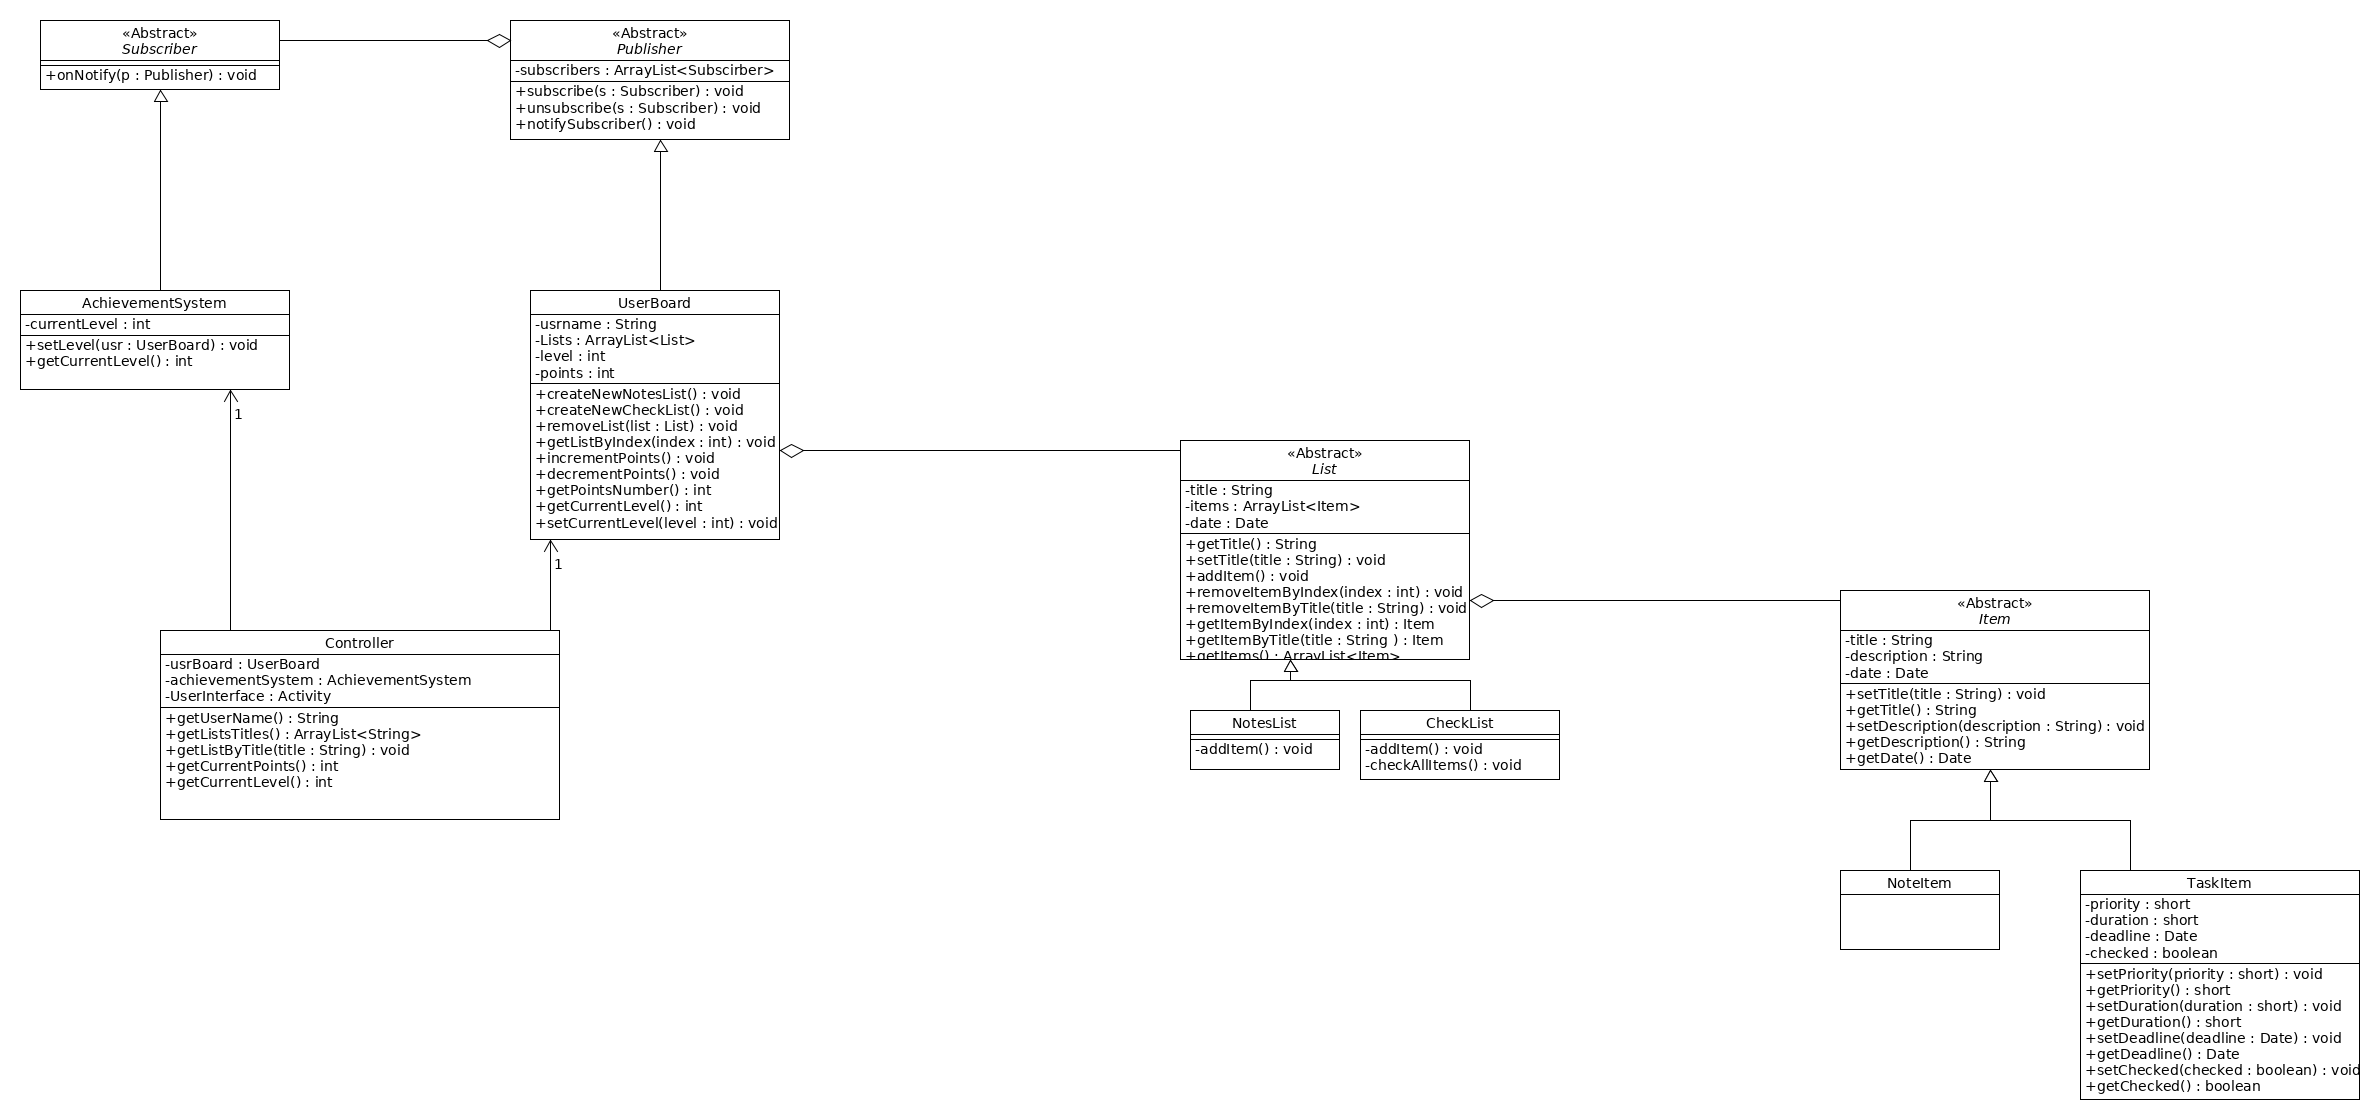 «Abstract»
Subscriber
+onNotify(p : Publisher) : void
«Abstract»
Publisher
-subscribers : ArrayList<Subscirber>
+subscribe(s : Subscriber) : void
+unsubscribe(s : Subscriber) : void
+notifySubscriber() : void
AchievementSystem
-currentLevel : int
+setLevel(usr : UserBoard) : void
+getCurrentLevel() : int
1
UserBoard
-usrname : String
-Lists : ArrayList<List>
-level : int
-points : int
+createNewNotesList() : void
+createNewCheckList() : void
+removeList(list : List) : void
+getListByIndex(index : int) : void
+incrementPoints() : void
+decrementPoints() : void
+getPointsNumber() : int
+getCurrentLevel() : int
+setCurrentLevel(level : int) : void
1
Controller
-usrBoard : UserBoard
-achievementSystem : AchievementSystem
-UserInterface : Activity
+getUserName() : String
+getListsTitles() : ArrayList<String>
+getListByTitle(title : String) : void
+getCurrentPoints() : int
+getCurrentLevel() : int
«Abstract»
List
-title : String
-items : ArrayList<Item>
-date : Date
+getTitle() : String
+setTitle(title : String) : void
+addItem() : void
+removeItemByIndex(index : int) : void
+removeItemByTitle(title : String) : void
+getItemByIndex(index : int) : Item
+getItemByTitle(title : String ) : Item
+getItems() : ArrayList<Item>
NotesList
-addItem() : void
CheckList
-addItem() : void
-checkAllItems() : void
«Abstract»
Item
-title : String
-description : String
-date : Date
+setTitle(title : String) : void
+getTitle() : String
+setDescription(description : String) : void
+getDescription() : String
+getDate() : Date
NoteItem
TaskItem
-priority : short
-duration : short
-deadline : Date
-checked : boolean
+setPriority(priority : short) : void
+getPriority() : short
+setDuration(duration : short) : void
+getDuration() : short
+setDeadline(deadline : Date) : void
+getDeadline() : Date
+setChecked(checked : boolean) : void
+getChecked() : boolean